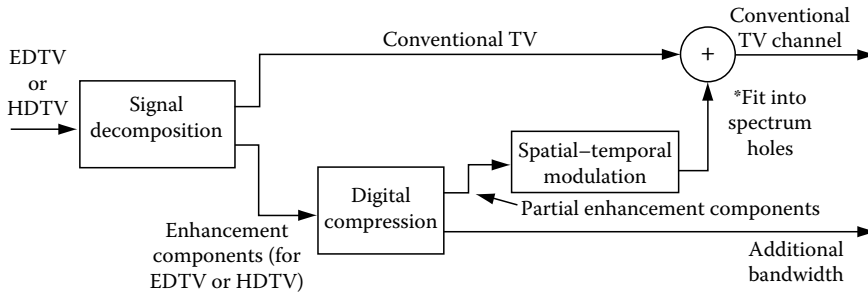 EDTV
or
HDTV
Signal
decomposition
Conventional TV
+
Conventional
TV channel
*Fit into
spectrum
holes
Spatial–temporal
modulation
Digital
compression
Partial enhancement components
Enhancement
components (for
EDTV or HDTV)
Additional
bandwidth